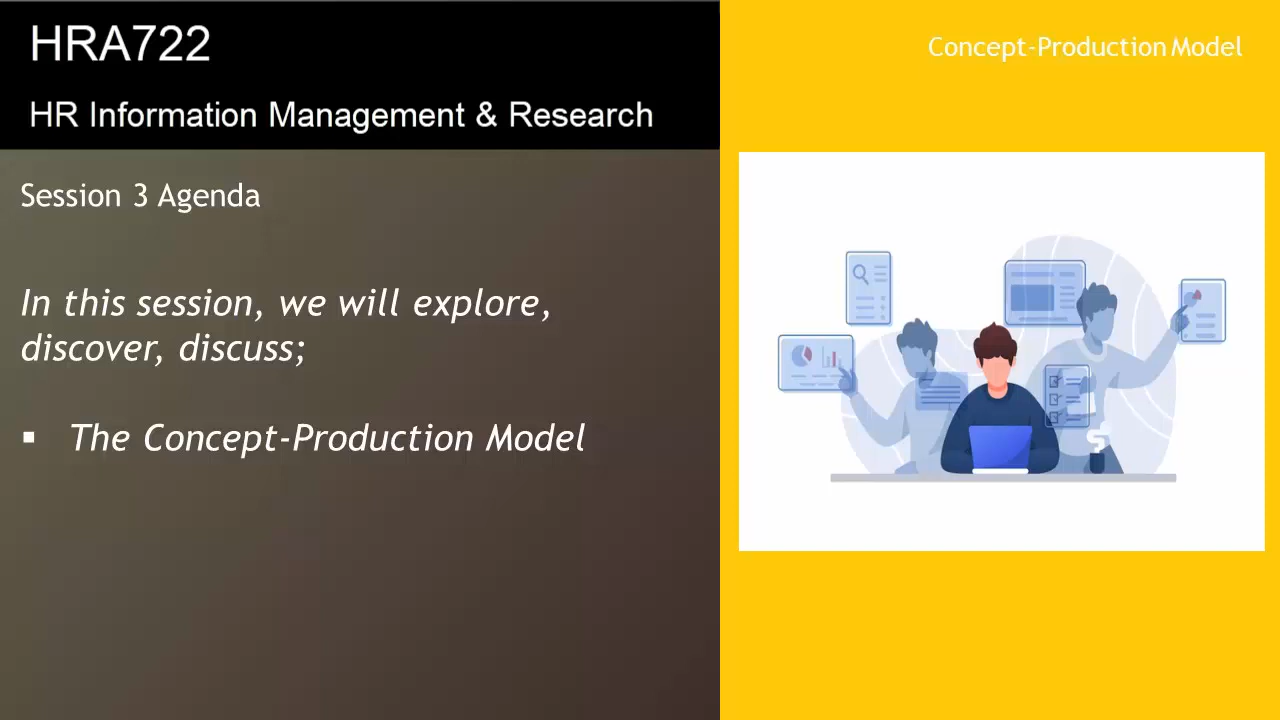 HRA722
HR Information Management & Research
Concept-Production Model
Session 3 Agenda
In this session, we will explore,
discover, discuss;
▪ The Concept-Production Model